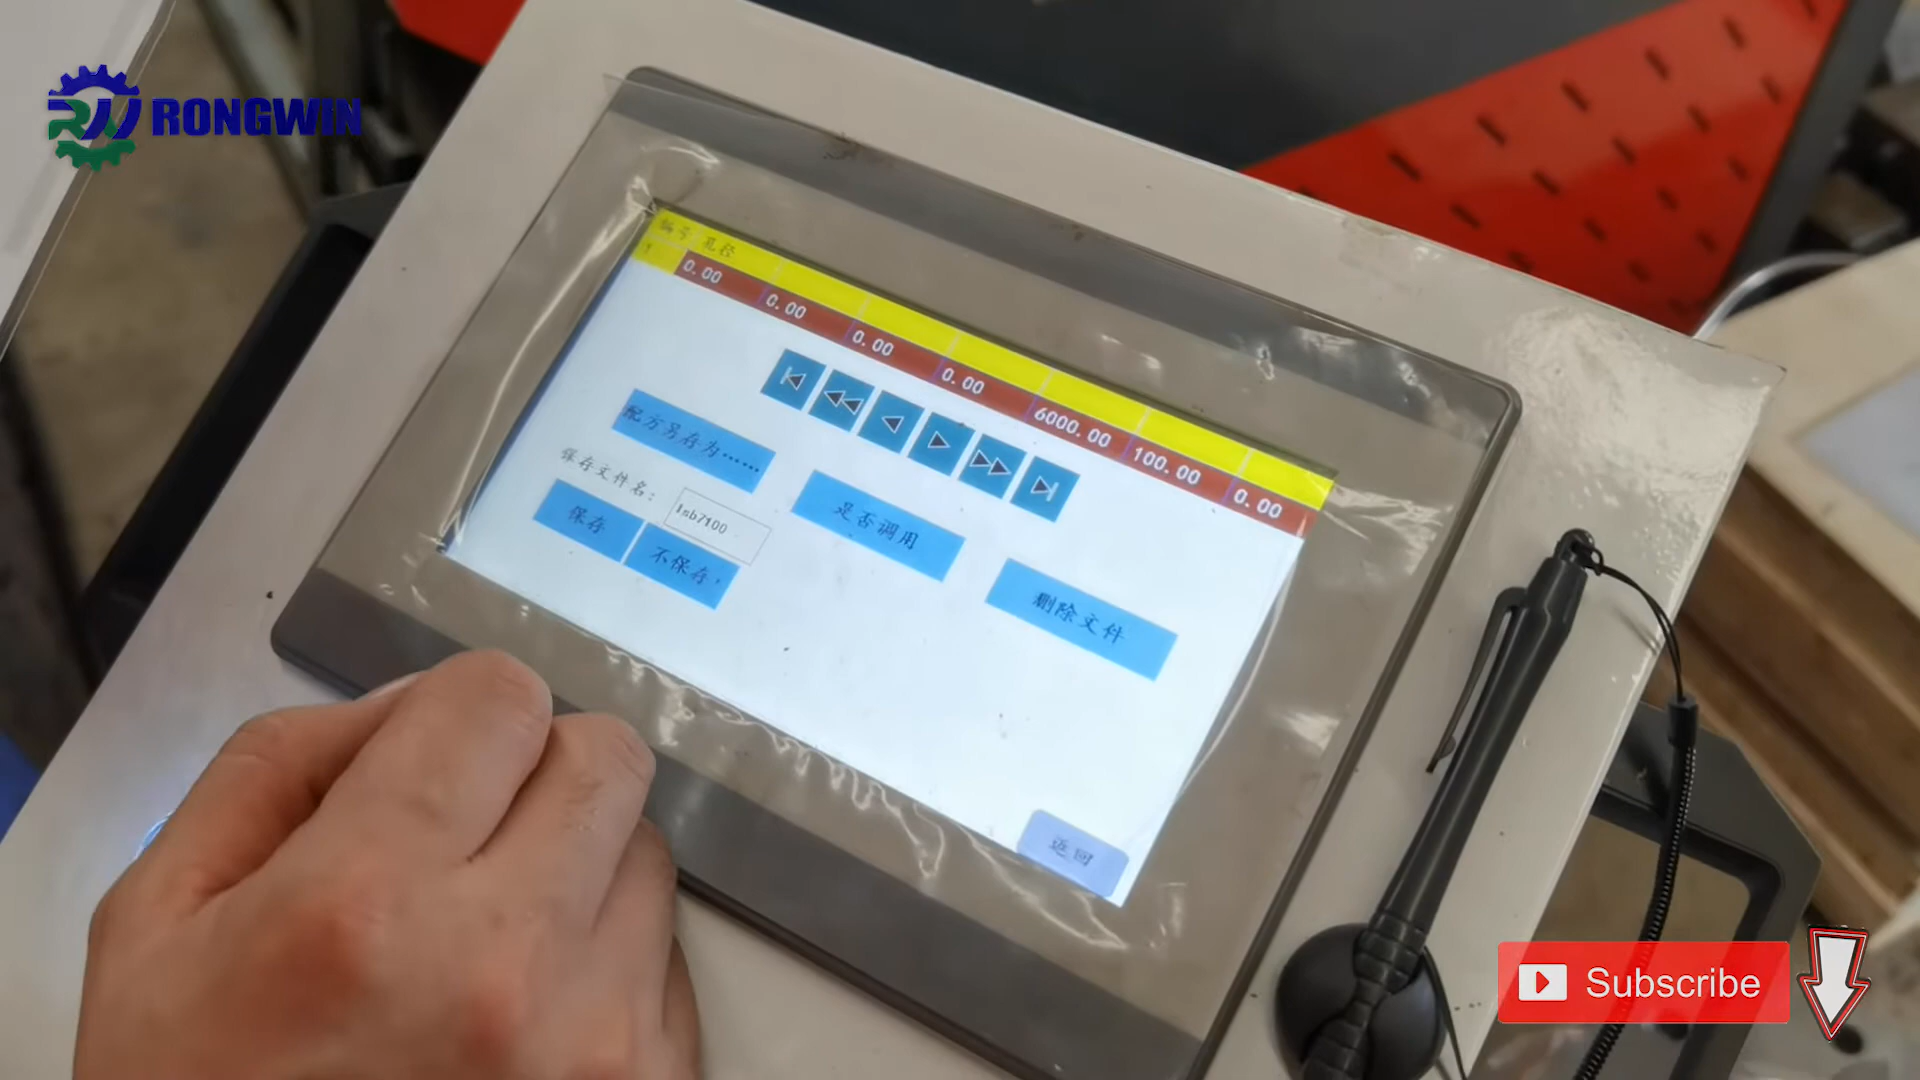 RONGWIN
编号 孔径
1 0.00 0.00 0.00 0.00 6000.00 100.00 0.00
配方另存为……
保存文件名:
保存
不保存,
是否调用
删除文件
返回
Subscribe